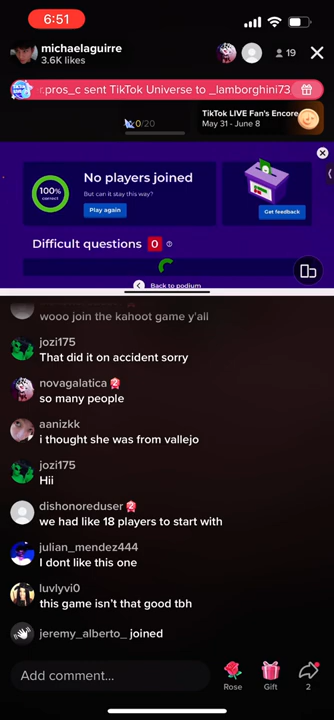 6:51
michaelaguirre
3.6K likes
19
r.pros_c sent TikTok Universe to _lamborghini73
0/20
TikTok LIVE Fan's Encore
May 31 - June 8
100%
correct
No players joined
But can it stay this way?
Play again
Get feedback
Difficult questions 0
Back to podium
wooo join the kahoot game y'all
jozi175
That did it on accident sorry
novagalatica
so many people
aanizkk
i thought she was from vallejo
jozi175
Hii
dishonoreduser
we had like 18 players to start with
julian_mendez444
I dont like this one
luvlyvi0
this game isn't that good tbh
jeremy_alberto_ joined
Add comment...
Rose
Gift
2